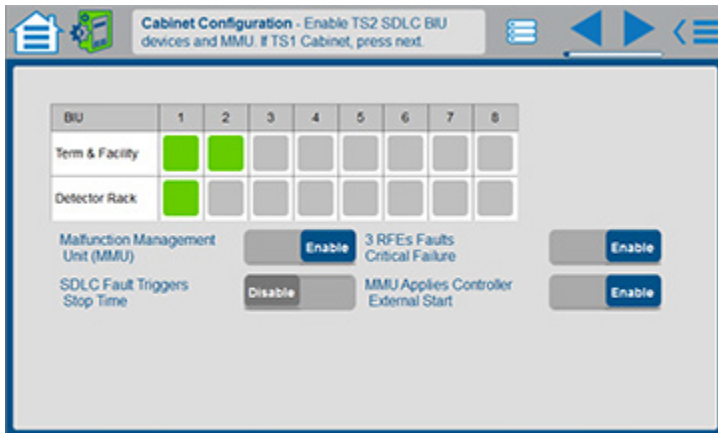 Cabinet Configuration - Enable TS2 SDLC BIU
devices and MMU. If TS1 Cabinet, press next.
BIU 1 2 3 4 5 6 7 8
Term & Facility
Detector Rack
Malfunction Management
Unit (MMU)
Enable
3 RFEs Faults
Critical Failure
Enable
SDLC Fault Triggers
Stop Time
Disable
MMU Applies Controller
External Start
Enable